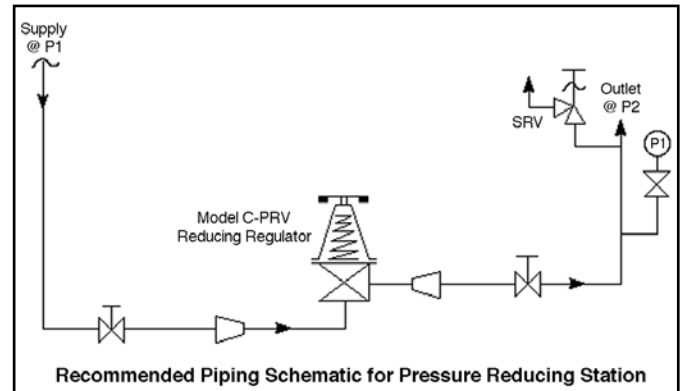 Supply
@ P1
Outlet
@ P2
SRV
P1
Model C-PRV
Reducing Regulator
Recommended Piping Schematic for Pressure Reducing Station